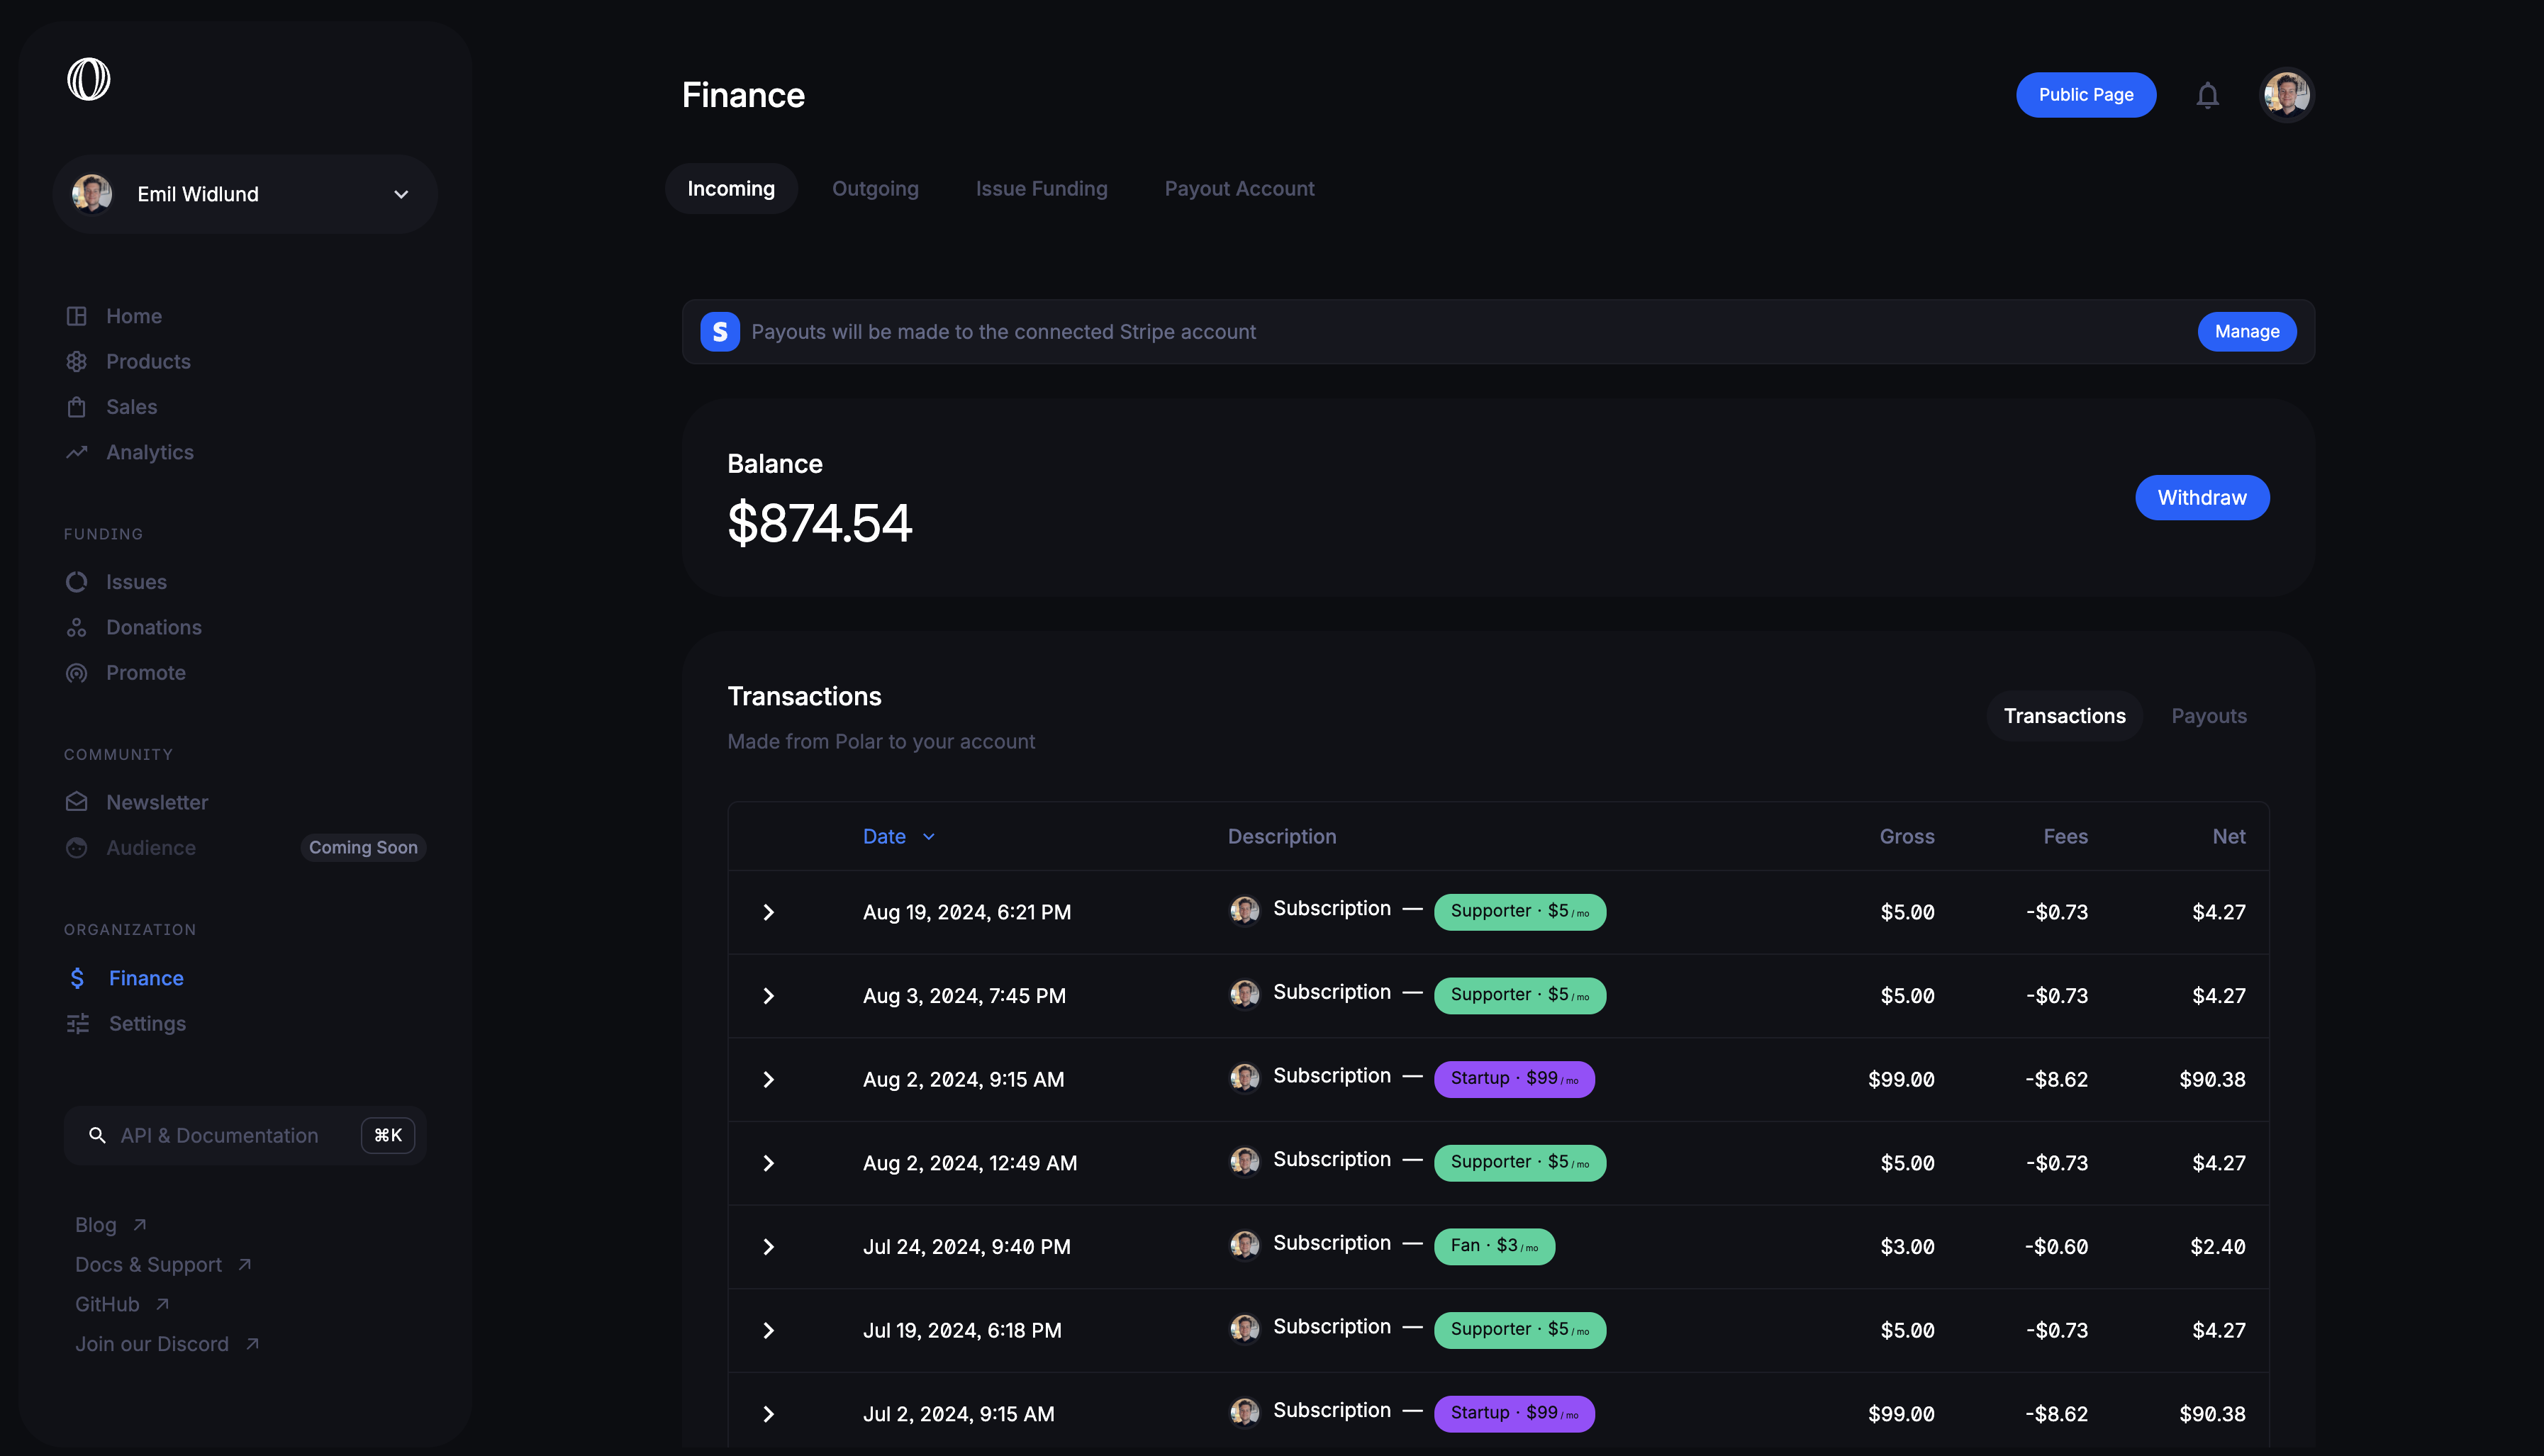 Emil Widlund
Home
Products
Sales
Analytics
FUNDING
Issues
Donations
Promote
COMMUNITY
Newsletter
Audience Coming Soon
ORGANIZATION
Finance
Settings
API & Documentation ⌘K
Blog
Docs & Support
GitHub
Join our Discord
Finance
Public Page
Incoming Outgoing Issue Funding Payout Account
S Payouts will be made to the connected Stripe account Manage
Balance
$874.54
Withdraw
Transactions
Made from Polar to your account
Transactions Payouts
Date Description Gross Fees Net
Aug 19, 2024, 6:21 PM Subscription — Supporter · $5 / mo $5.00 -$0.73 $4.27
Aug 3, 2024, 7:45 PM Subscription — Supporter · $5 / mo $5.00 -$0.73 $4.27
Aug 2, 2024, 9:15 AM Subscription — Startup · $99 / mo $99.00 -$8.62 $90.38
Aug 2, 2024, 12:49 AM Subscription — Supporter · $5 / mo $5.00 -$0.73 $4.27
Jul 24, 2024, 9:40 PM Subscription — Fan · $3 / mo $3.00 -$0.60 $2.40
Jul 19, 2024, 6:18 PM Subscription — Supporter · $5 / mo $5.00 -$0.73 $4.27
Jul 2, 2024, 9:15 AM Subscription — Startup · $99 / mo $99.00 -$8.62 $90.38